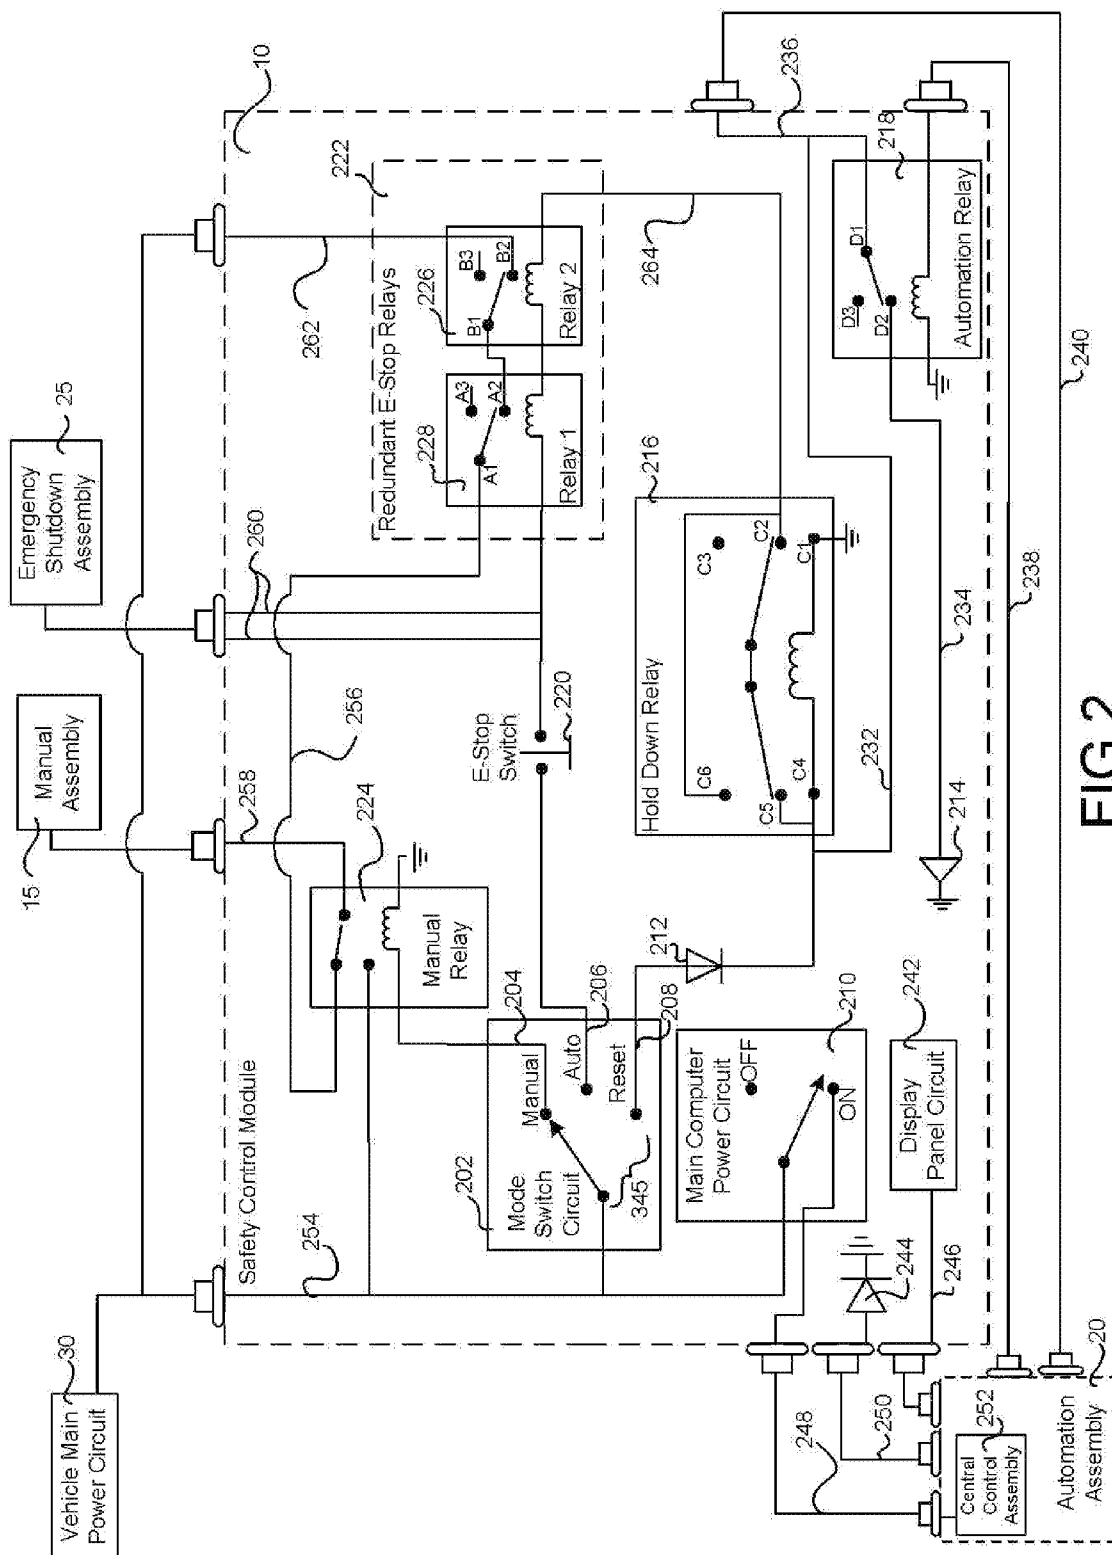 Vehicle Main
Power Circuit
30
15
Manual
Assembly
Emergency
Shutdown
Assembly
25
10
Safety Control Module
254
258
256
260
262
222
Redundant E-Stop Relays
224
Manual
Relay
228
A1
A2
A3
Relay 1
226
B1
B2
B3
Relay 2
264
236
202
Mode
Switch
Circuit
345
Manual
Auto
Reset
204
206
208
E-Stop
Switch
220
212
Hold Down Relay
216
C6
C5
C4
C3
C2
C1
232
218
D1
D2
D3
Automation Relay
Main Computer
Power Circuit
OFF
ON
210
242
Display
Panel Circuit
244
246
214
234
238
240
248
250
252
Central
Control
Assembly
20
Automation
Assembly
FIG 2